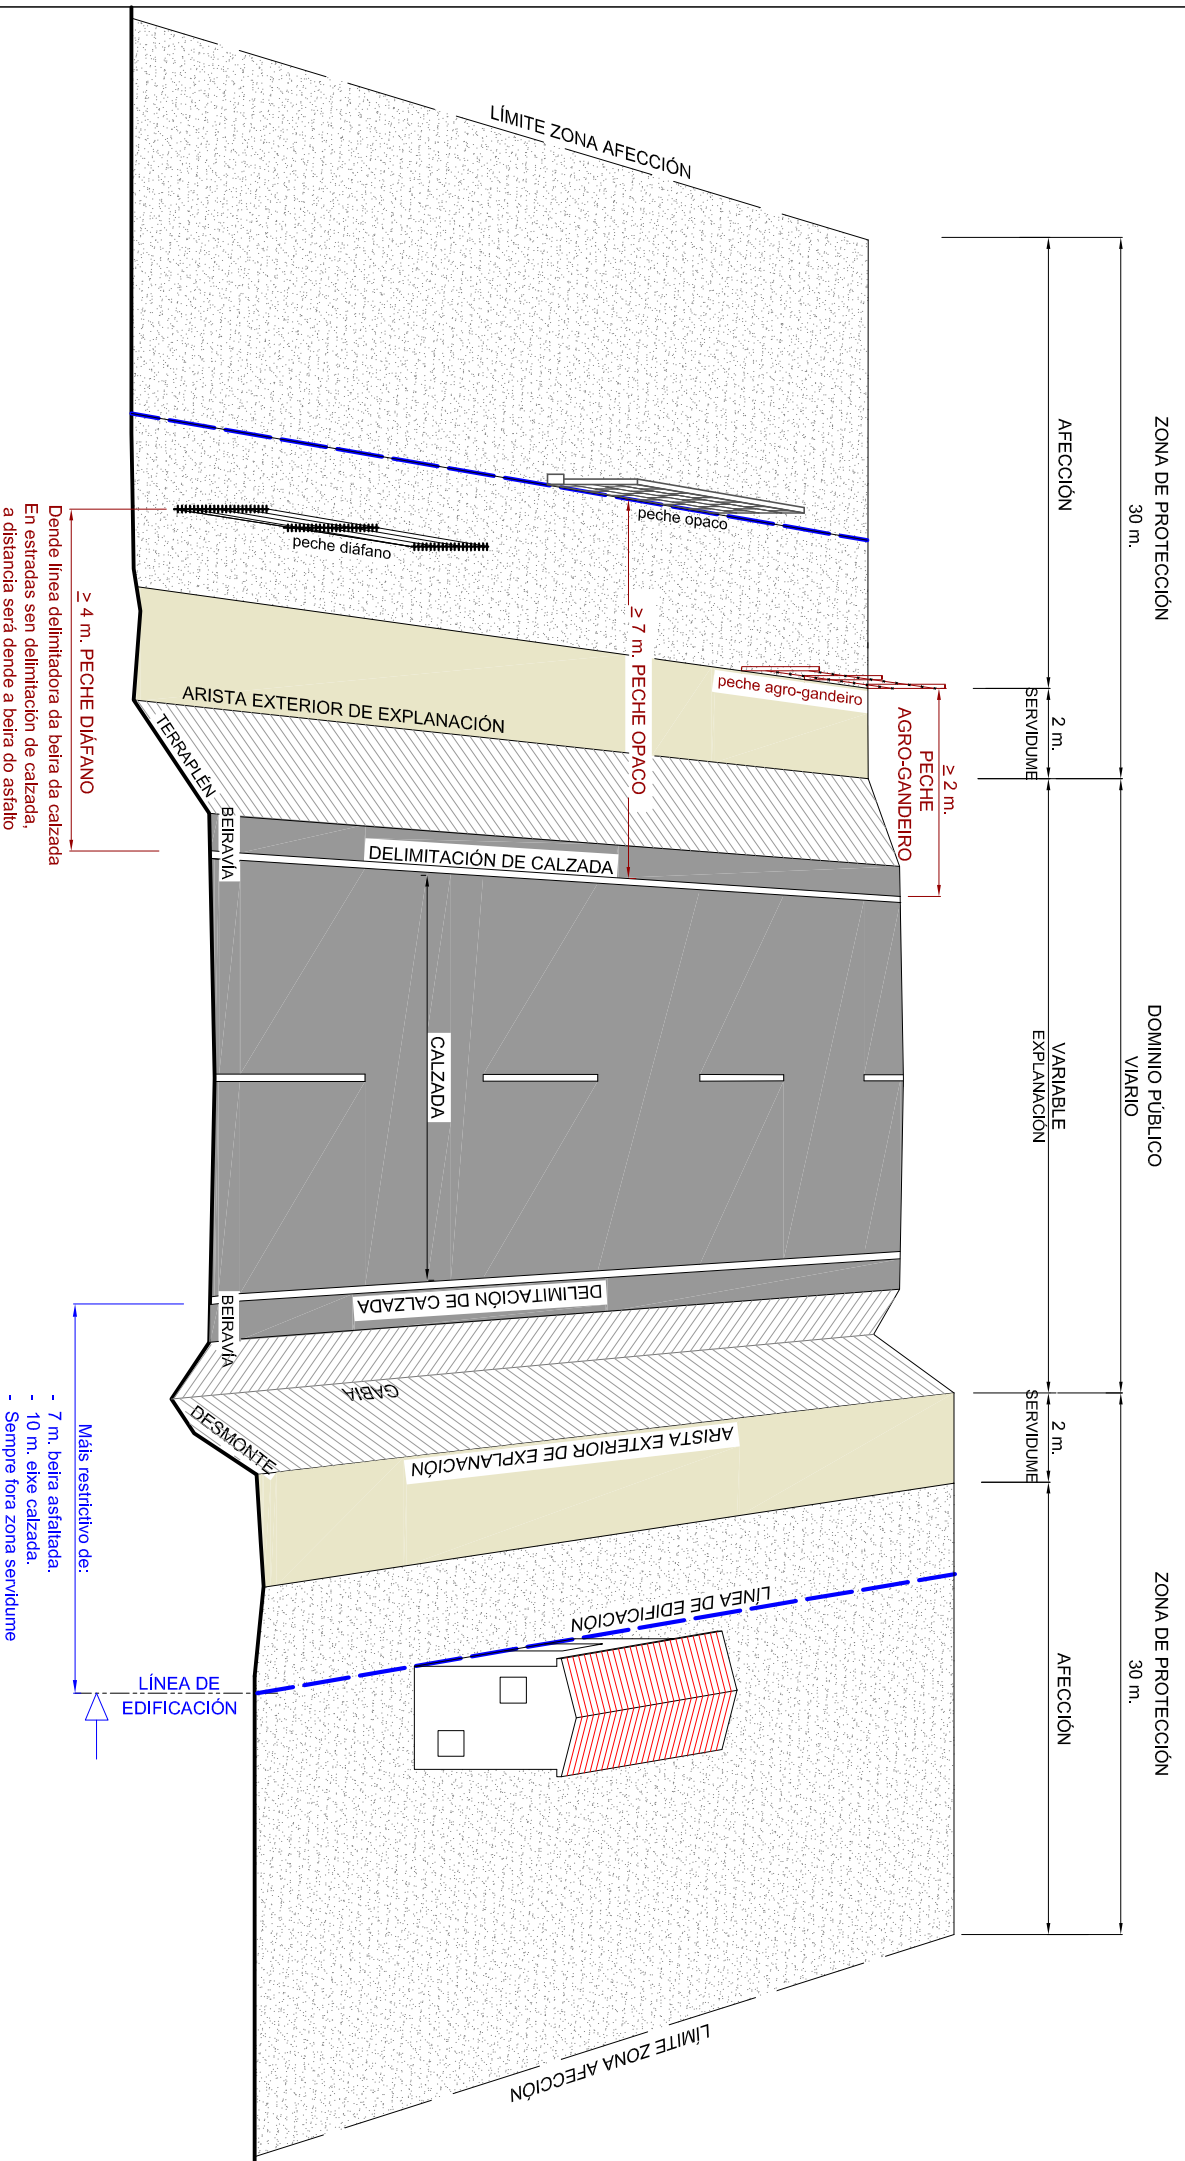 ZONA DE PROTECCIÓN
30 m.
DOMINIO PÚBLICO
VIARIO
ZONA DE PROTECCIÓN
30 m.
AFECCIÓN
2 m.
SERVIDUME
VARIABLE
EXPLANACIÓN
2 m.
SERVIDUME
AFECCIÓN
≥ 2 m.
PECHE
AGRO-GANDEIRO
peche agro-gandeiro
LÍMITE ZONA AFECCIÓN
peche opaco
≥ 7 m. PECHE OPACO
peche diáfano
ARISTA EXTERIOR DE EXPLANACIÓN
TERRAPLÉN
BEIRAVÍA
DELIMITACIÓN DE CALZADA
CALZADA
DELIMITACIÓN DE CALZADA
BEIRAVÍA
GABIA
DESMONTE
ARISTA EXTERIOR DE EXPLANACIÓN
LÍNEA DE EDIFICACIÓN
LÍMITE ZONA AFECCIÓN
≥ 4 m. PECHE DIÁFANO
Dende línea delimitadora da beira da calzada
En estradas sen delimitación de calzada,
a distancia será dende a beira do asfalto
Máis restrictivo de:
- 7 m. beira asfaltada.
- 10 m. eixe calzada.
- Sempre fora zona servidume
LÍNEA DE
EDIFICACIÓN